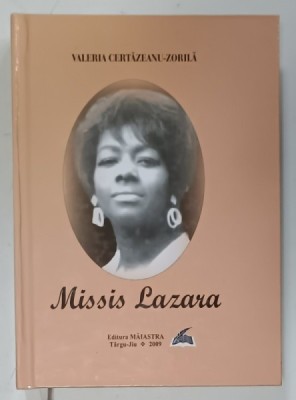 VALERIA CERTĂZEANU-ZORILĂ
Missis Lazara
Editura MĂIASTRA
Târgu-Jiu ❖ 2009